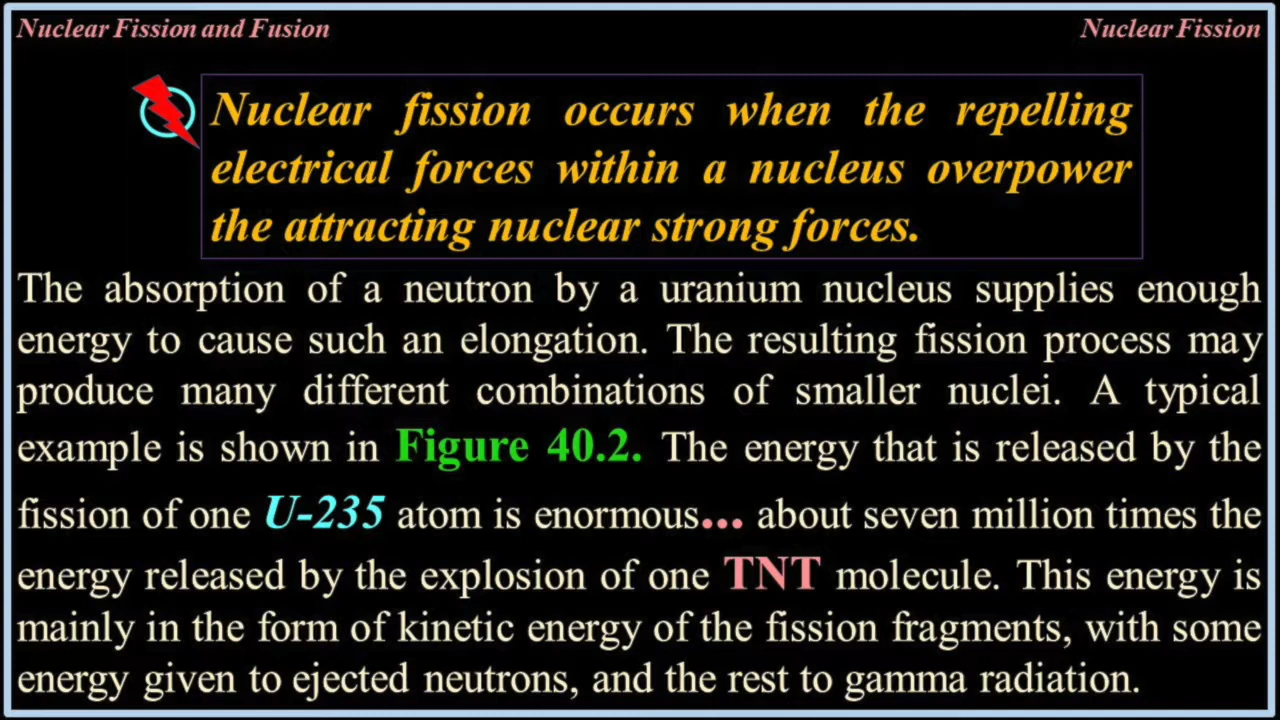 Nuclear Fission and Fusion
Nuclear Fission
Nuclear fission occurs when the repelling
electrical forces within a nucleus overpower
the attracting nuclear strong forces.
The absorption of a neutron by a uranium nucleus supplies enough
energy to cause such an elongation. The resulting fission process may
produce many different combinations of smaller nuclei. A typical
example is shown in Figure 40.2. The energy that is released by the
fission of one U-235 atom is enormous... about seven million times the
energy released by the explosion of one TNT molecule. This energy is
mainly in the form of kinetic energy of the fission fragments, with some
energy given to ejected neutrons, and the rest to gamma radiation.